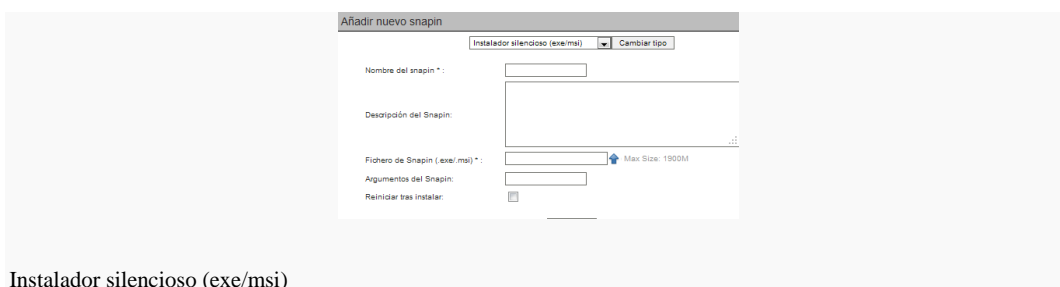 Añadir nuevo snapin
Instalador silencioso (exe/msi) Cambiar tipo
Nombre del snapin * :
Descripción del Snapin:
Fichero de Snapin (.exe/.msi) * : Max Size: 1900M
Argumentos del Snapin:
Reiniciar tras instalar:
Instalador silencioso (exe/msi)